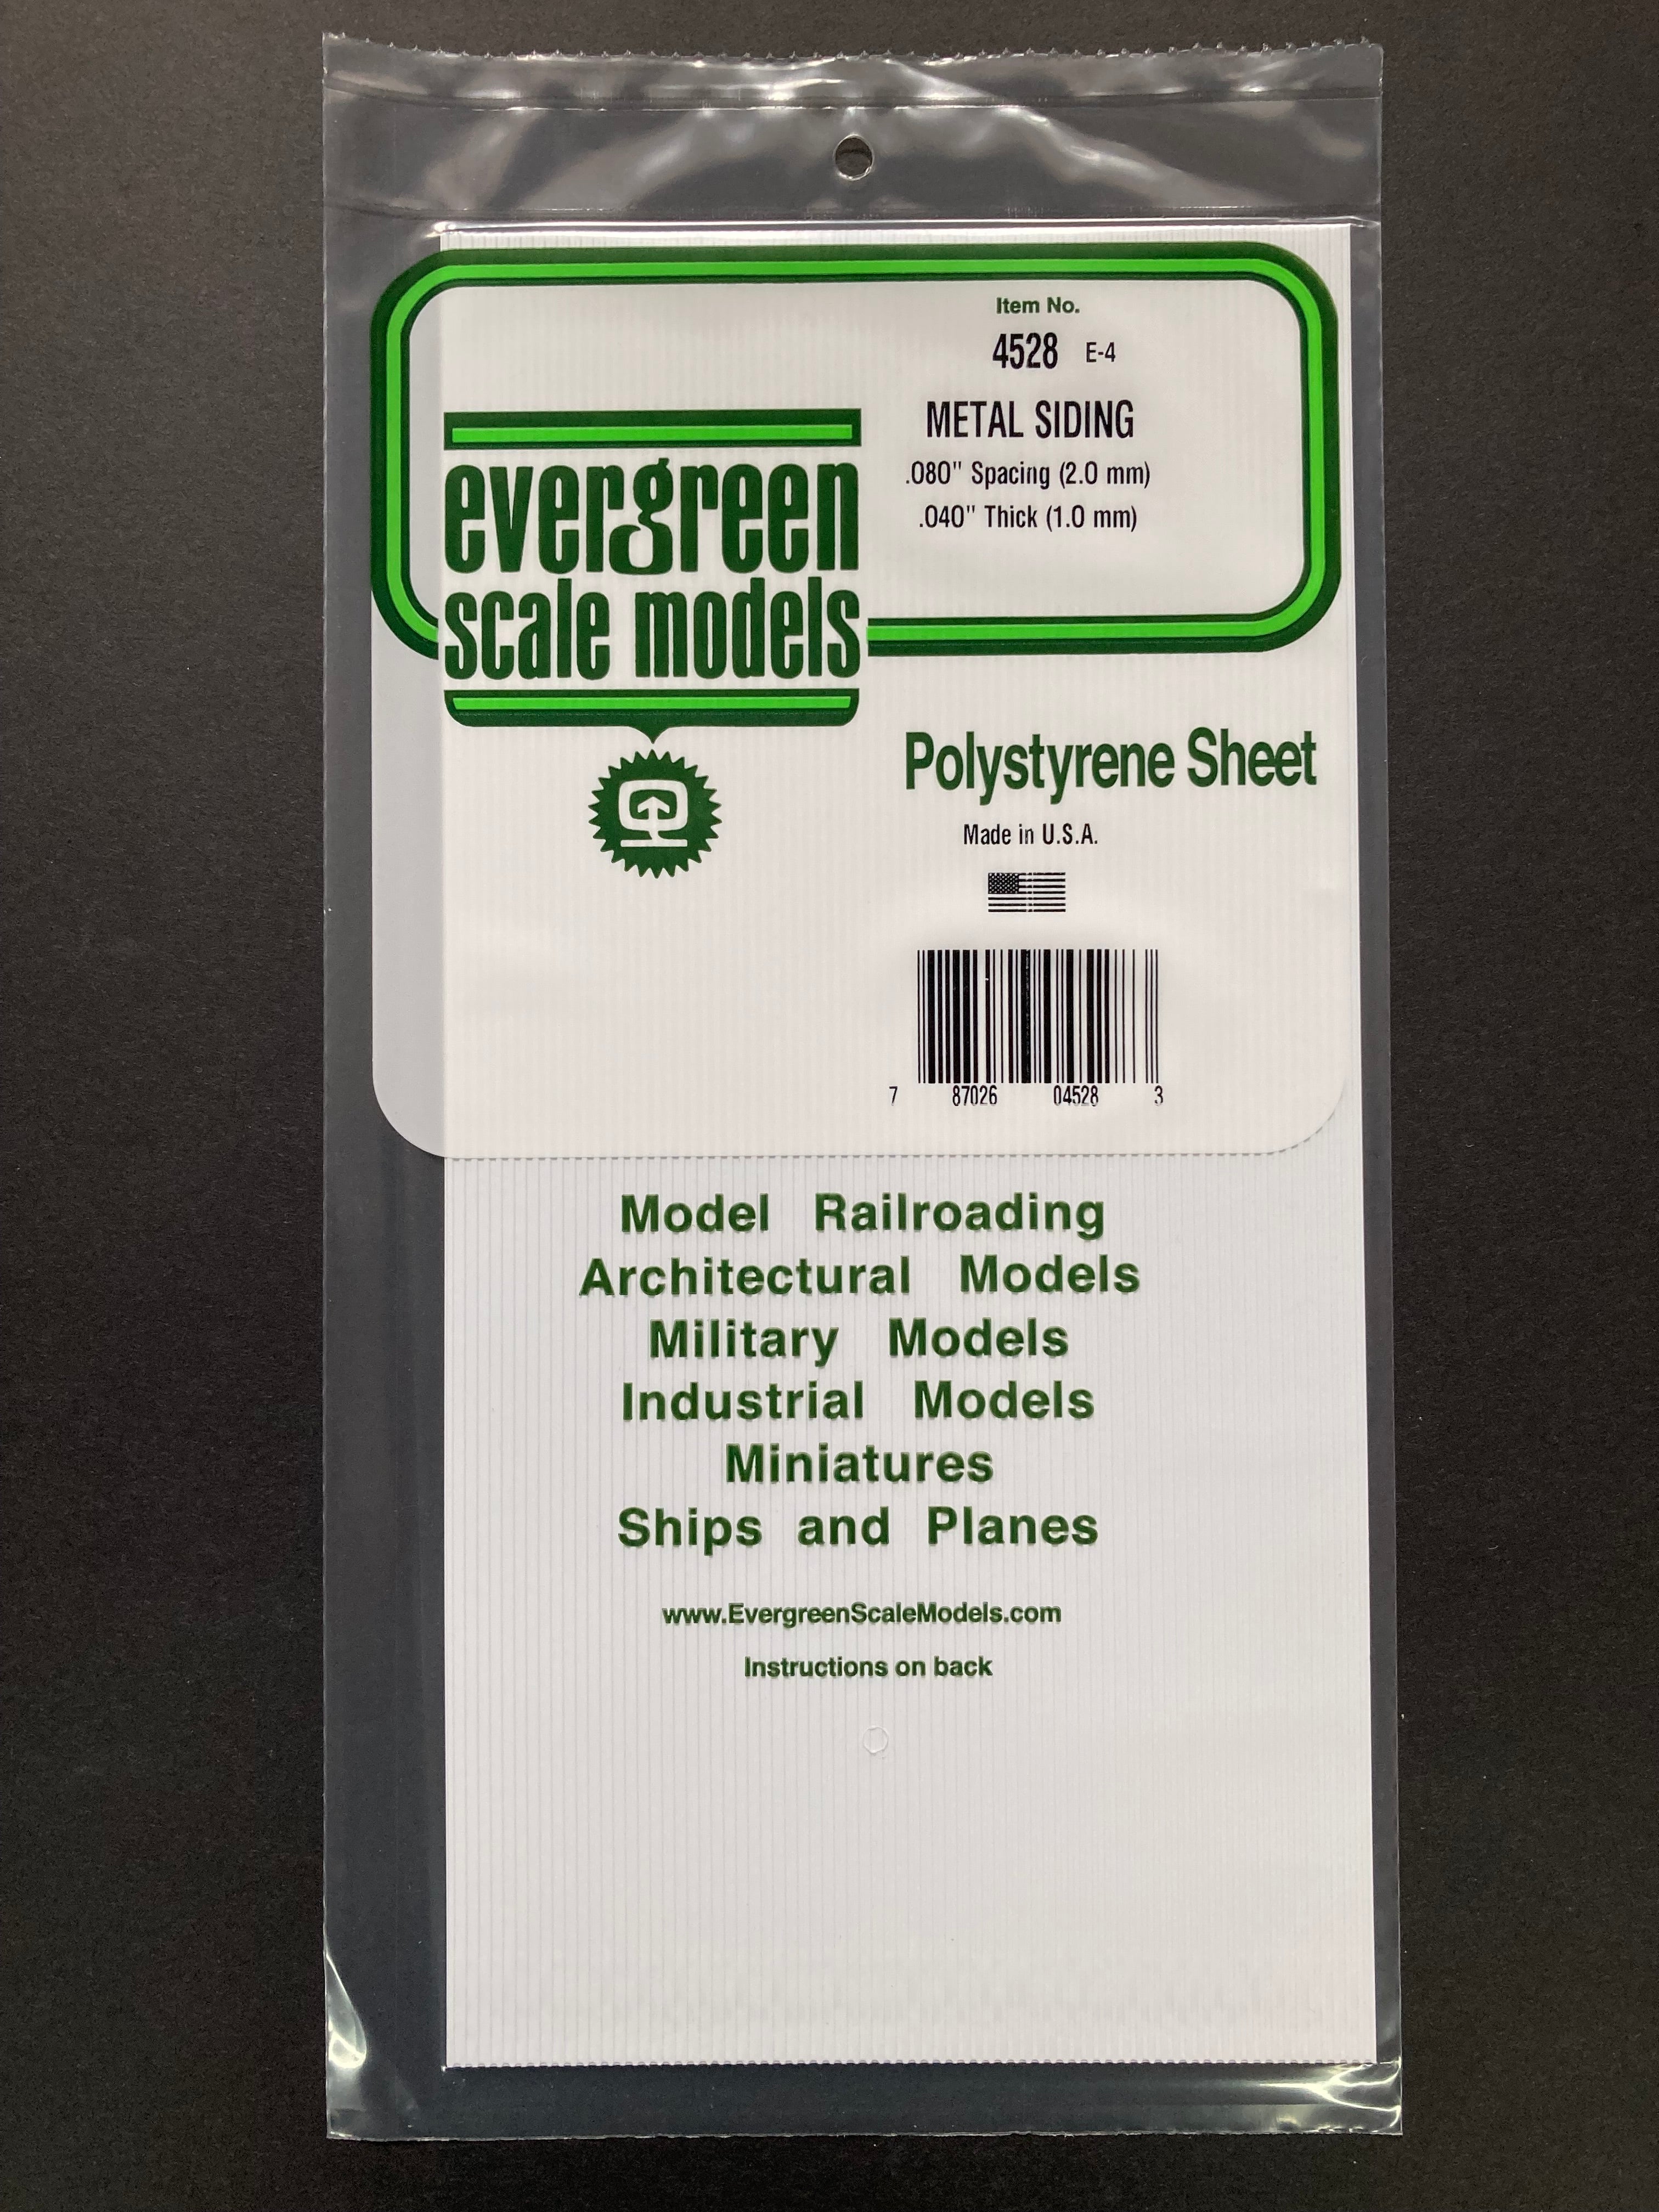 Item No.
4528 E-4
METAL SIDING
.080" Spacing (2.0 mm)
.040" Thick (1.0 mm)
evergreen
scale models
Polystyrene Sheet
Made in U.S.A.
7 87026 04528 3
Model Railroading
Architectural Models
Military Models
Industrial Models
Miniatures
Ships and Planes
www.EvergreenScaleModels.com
Instructions on back